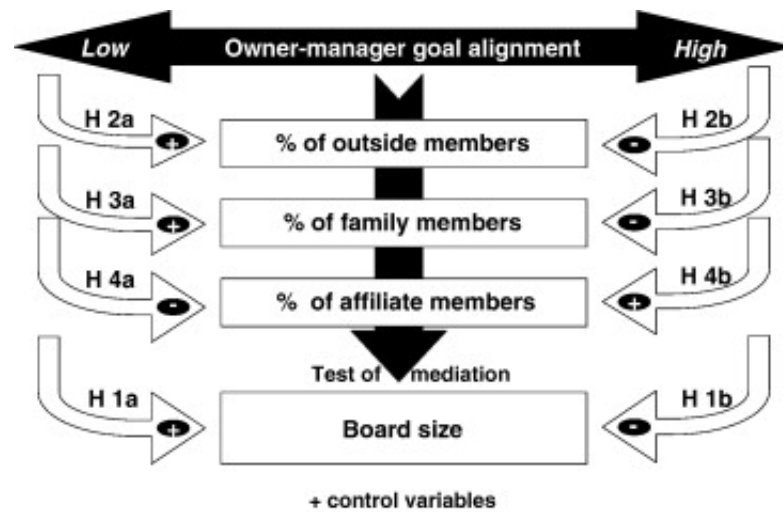 Low Owner-manager goal alignment High
H 2a H 2b
+ % of outside members -
H 3a H 3b
+ % of family members -
H 4a H 4b
- % of affiliate members +
Test of mediation
H 1a H 1b
+ Board size -
+ control variables